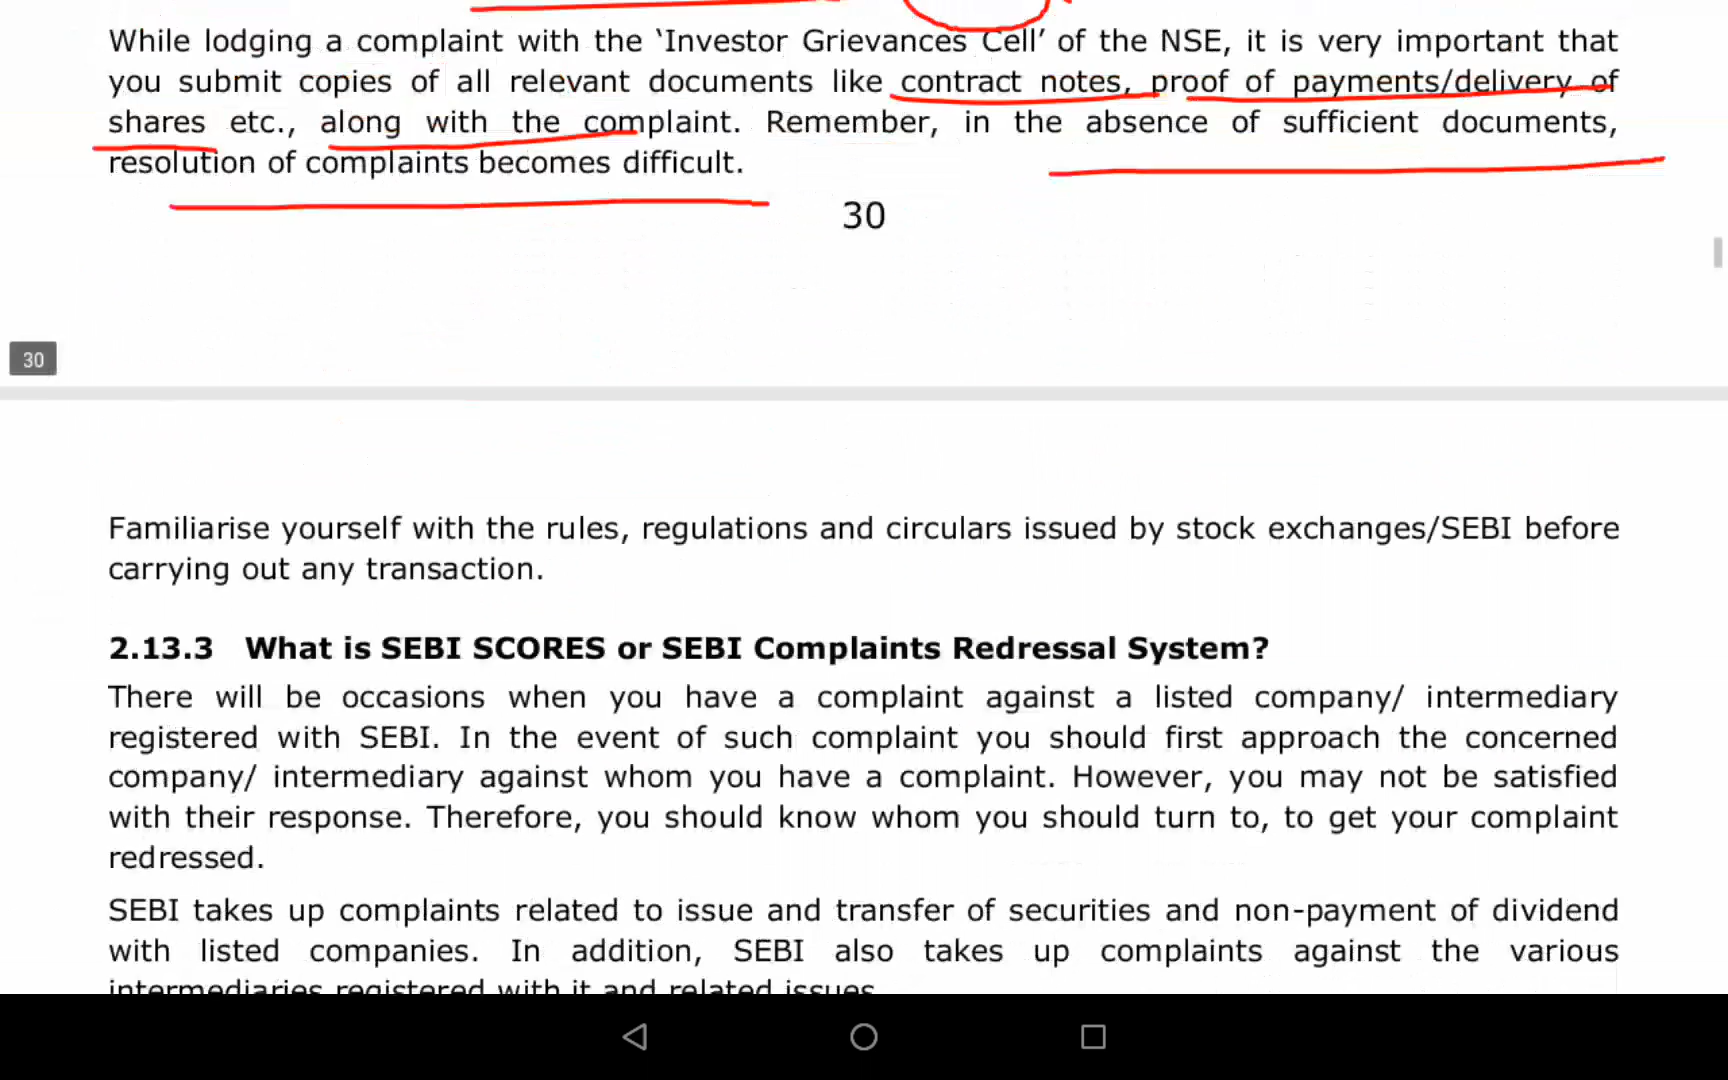 While lodging a complaint with the ‘Investor Grievances Cell’ of the NSE, it is very important that
you submit copies of all relevant documents like contract notes, proof of payments/delivery of
shares etc., along with the complaint. Remember, in the absence of sufficient documents,
resolution of complaints becomes difficult.
30
30
Familiarise yourself with the rules, regulations and circulars issued by stock exchanges/SEBI before
carrying out any transaction.
2.13.3 What is SEBI SCORES or SEBI Complaints Redressal System?
There will be occasions when you have a complaint against a listed company/ intermediary
registered with SEBI. In the event of such complaint you should first approach the concerned
company/ intermediary against whom you have a complaint. However, you may not be satisfied
with their response. Therefore, you should know whom you should turn to, to get your complaint
redressed.
SEBI takes up complaints related to issue and transfer of securities and non-payment of dividend
with listed companies. In addition, SEBI also takes up complaints against the various
intermediaries registered with it and related issues.